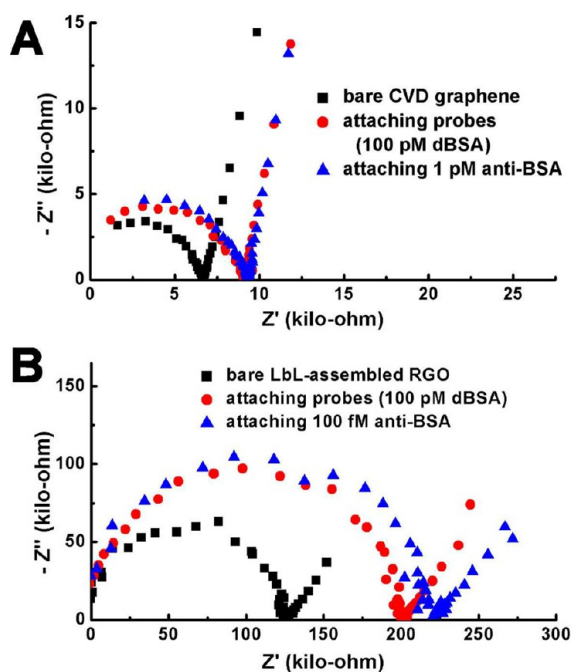 A
15
10
5
0
- Z'' (kilo-ohm)
bare CVD graphene
attaching probes
(100 pM dBSA)
attaching 1 pM anti-BSA
0 5 10 15 20 25
Z' (kilo-ohm)
B
150
100
50
0
- Z'' (kilo-ohm)
bare LbL-assembled RGO
attaching probes (100 pM dBSA)
attaching 100 fM anti-BSA
0 50 100 150 200 250 300
Z' (kilo-ohm)